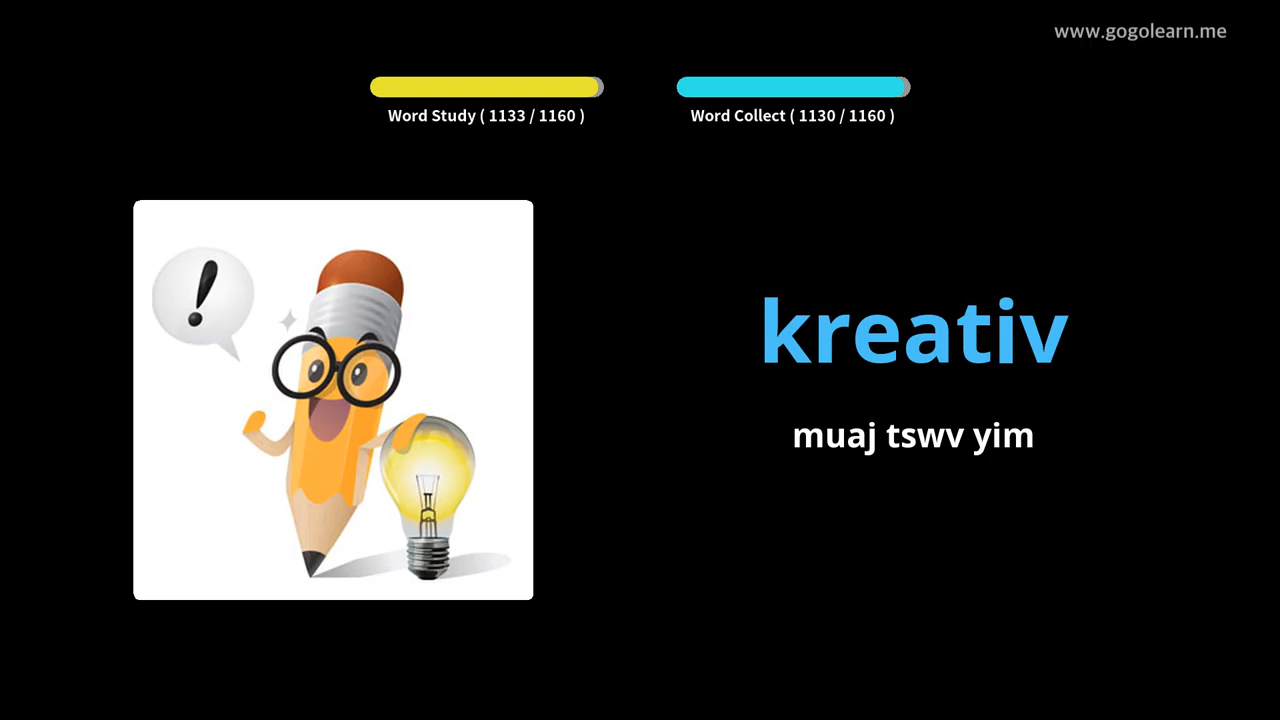 www.gogolearn.me
Word Study ( 1133 / 1160 )
Word Collect ( 1130 / 1160 )
!
kreativ
muaj tswv yim